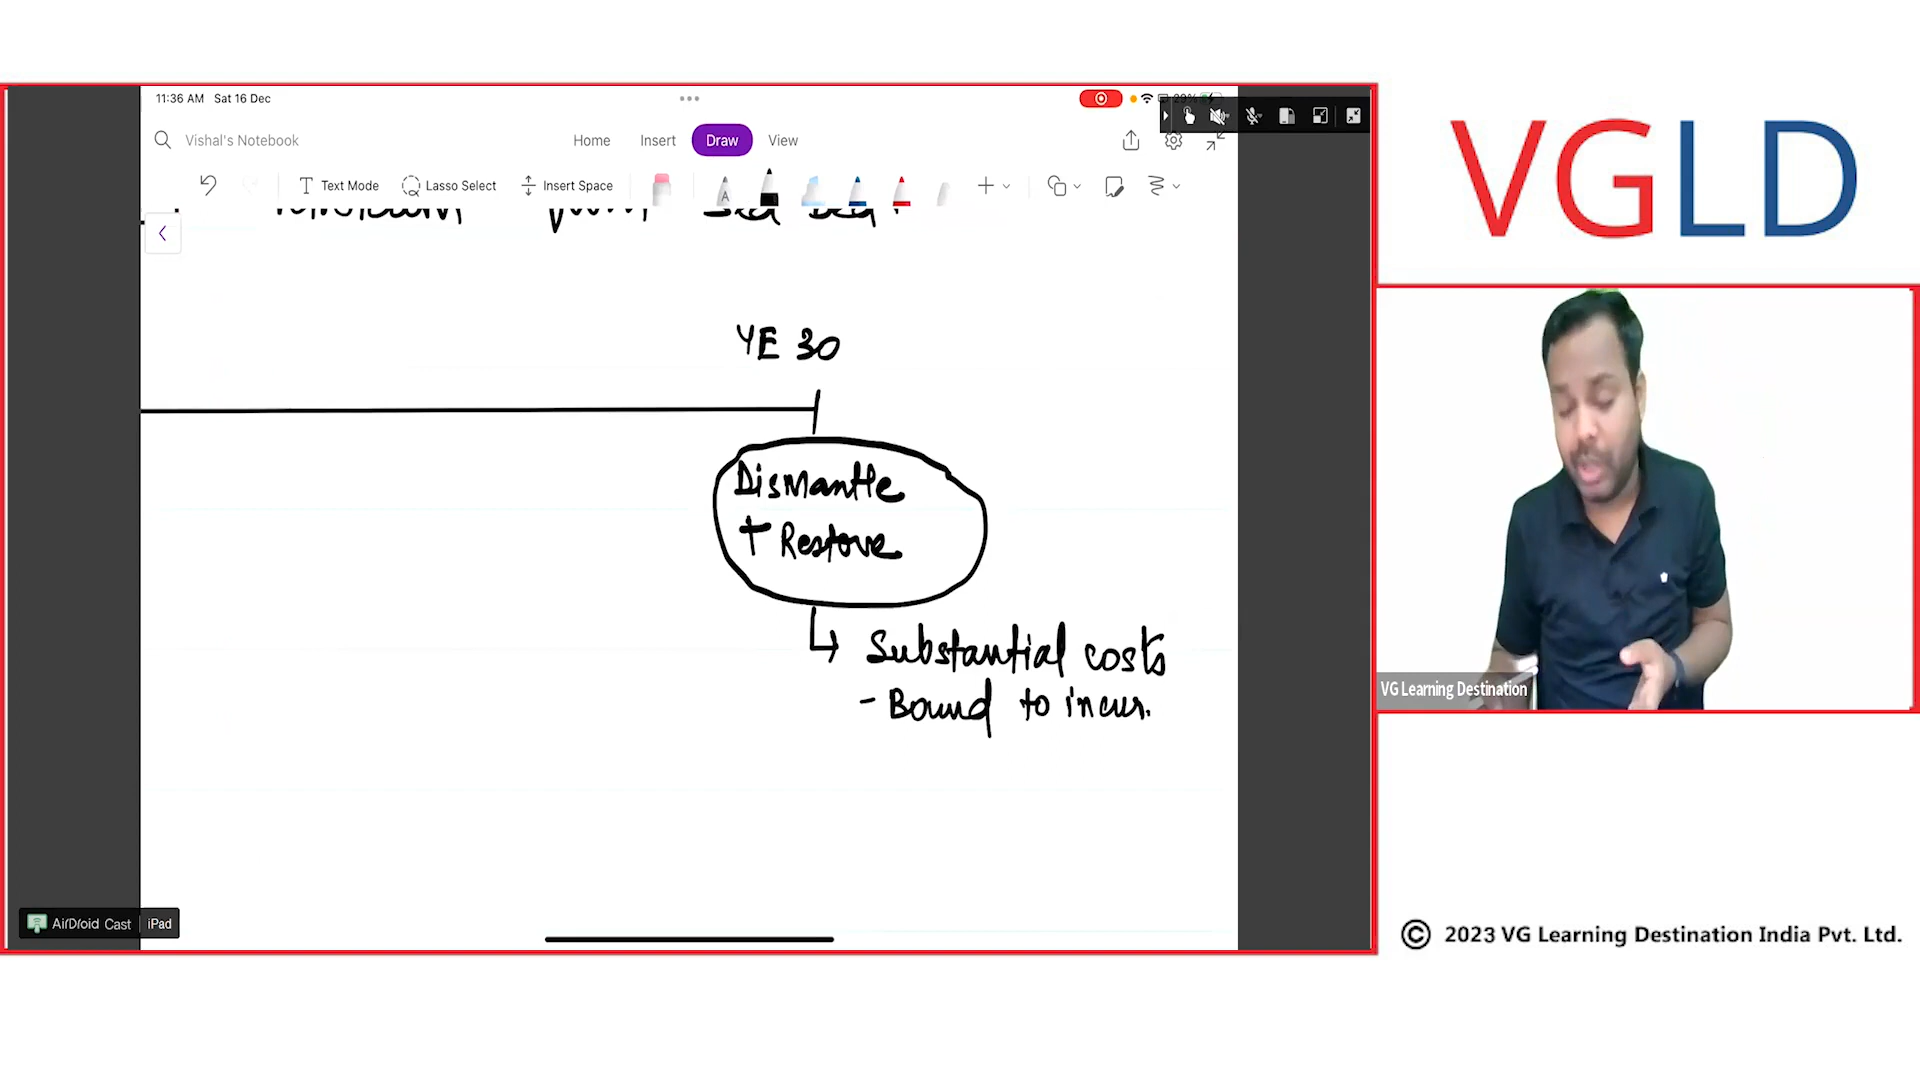 11:36 AM Sat 16 Dec
29%
Vishal's Notebook
Home Insert Draw View
Text Mode Lasso Select Insert Space
YE 30
Dismantle
+ Restore
↳ Substantial costs
- Bound to incur.
AirDroid Cast iPad
VGLD
VG Learning Destination
© 2023 VG Learning Destination India Pvt. Ltd.